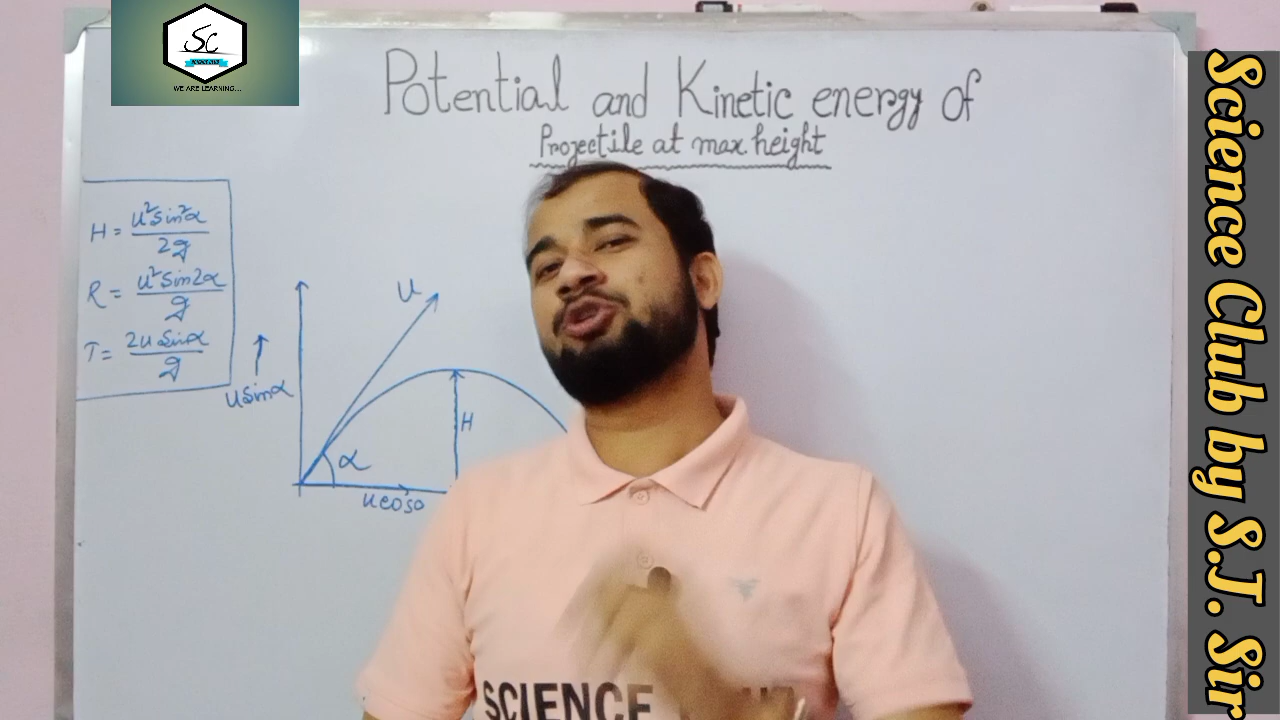 SC
WE ARE LEARNING...
Potential and Kinetic energy of
Projectile at max. height
H = u²sin²α / 2g
R = u²sin2α / g
T = 2u sinα / g
usinα
u
H
α
ucos
SCIENCE
Science Club by S.J. Sir